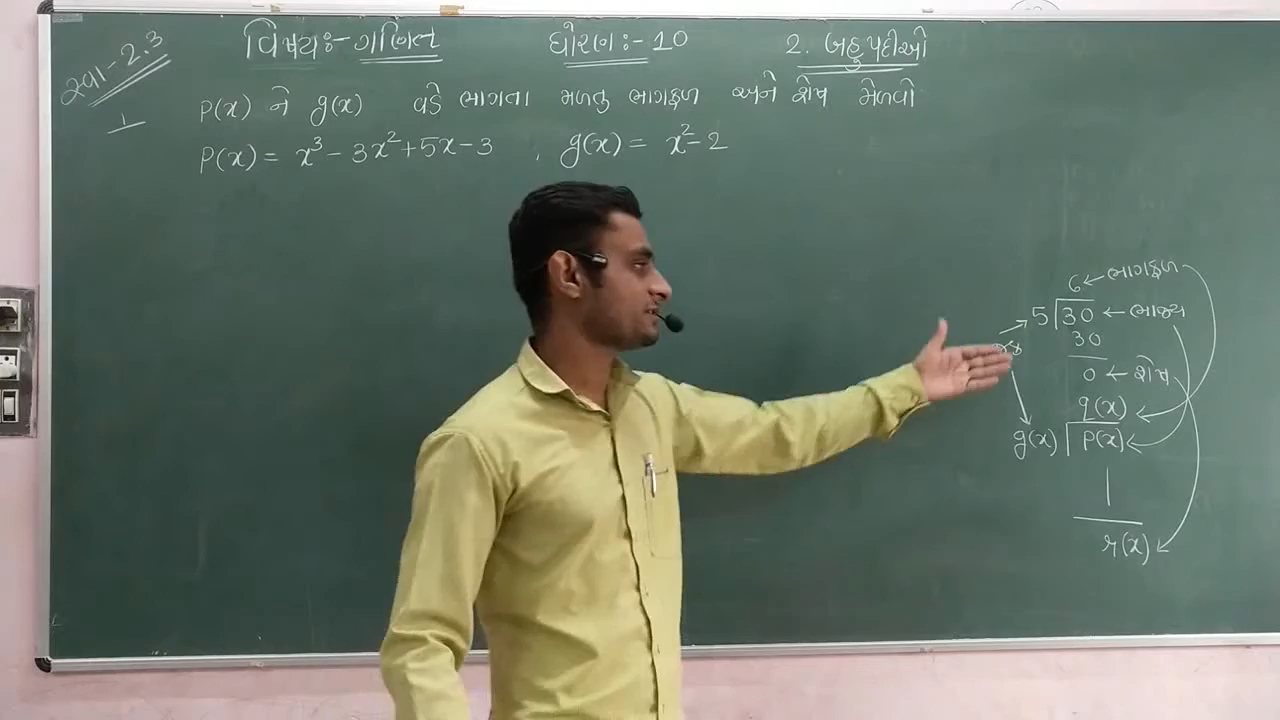 સ્વા-2.3
વિષય:- ગણિત ધોરણ:- 10 2. બહુપદીઓ
1 P(x) ને g(x) વડે ભાગતા મળતુ ભાગફળ અને શેષ મેળવો
P(x) = x³ - 3x² + 5x - 3 , g(x) = x² - 2
6 ← ભાગફળ
5 30 ← ભાજ્ય
30
0 ← શેષ
q(x)
g(x) P(x)
r(x)